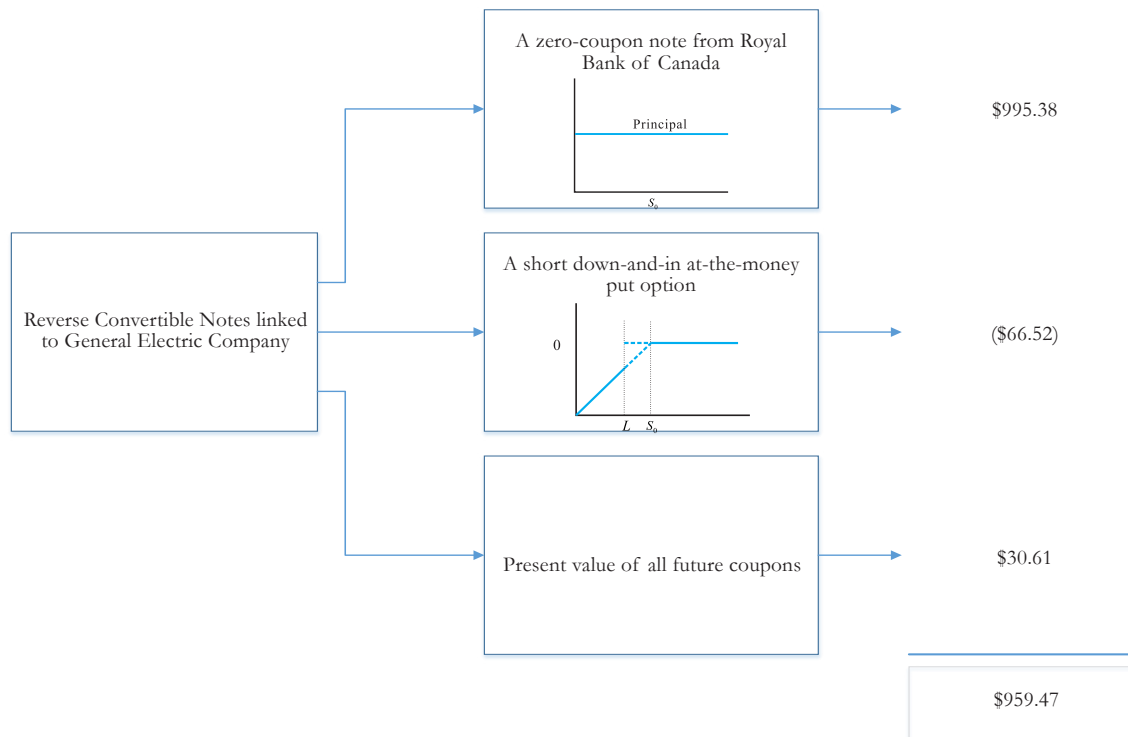 A zero-coupon note from Royal
Bank of Canada
Principal
S₀
$995.38
Reverse Convertible Notes linked
to General Electric Company
A short down-and-in at-the-money
put option
0
L S₀
($66.52)
Present value of all future coupons
$30.61
$959.47